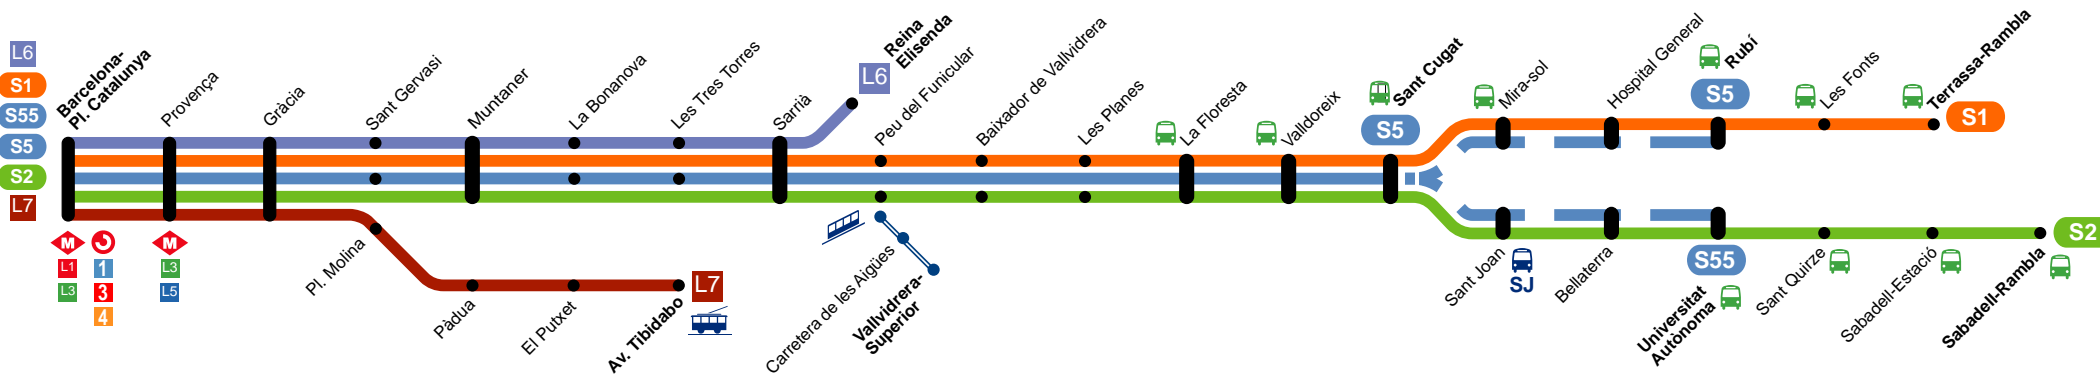 L6
S1
S55
S5
S2
L7
Barcelona-
Pl. Catalunya
Provença
Gràcia
Sant Gervasi
Muntaner
La Bonanova
Les Tres Torres
Sarrià
Reina
Elisenda
L6
Peu del Funicular
Baixador de Vallvidrera
Les Planes
La Floresta
Valldoreix
Sant Cugat
S5
Mira-sol
Hospital General
Rubí
S5
Les Fonts
Terrassa-Rambla
S1
M
L1
L3
1
3
4
M
L3
L5
Pl. Molina
Pàdua
El Putxet
Av. Tibidabo
L7
Carretera de les Aigües
Vallvidrera-
Superior
Sant Joan
SJ
Bellaterra
S55
Universitat
Autònoma
Sant Quirze
Sabadell-Estació
Sabadell-Rambla
S2